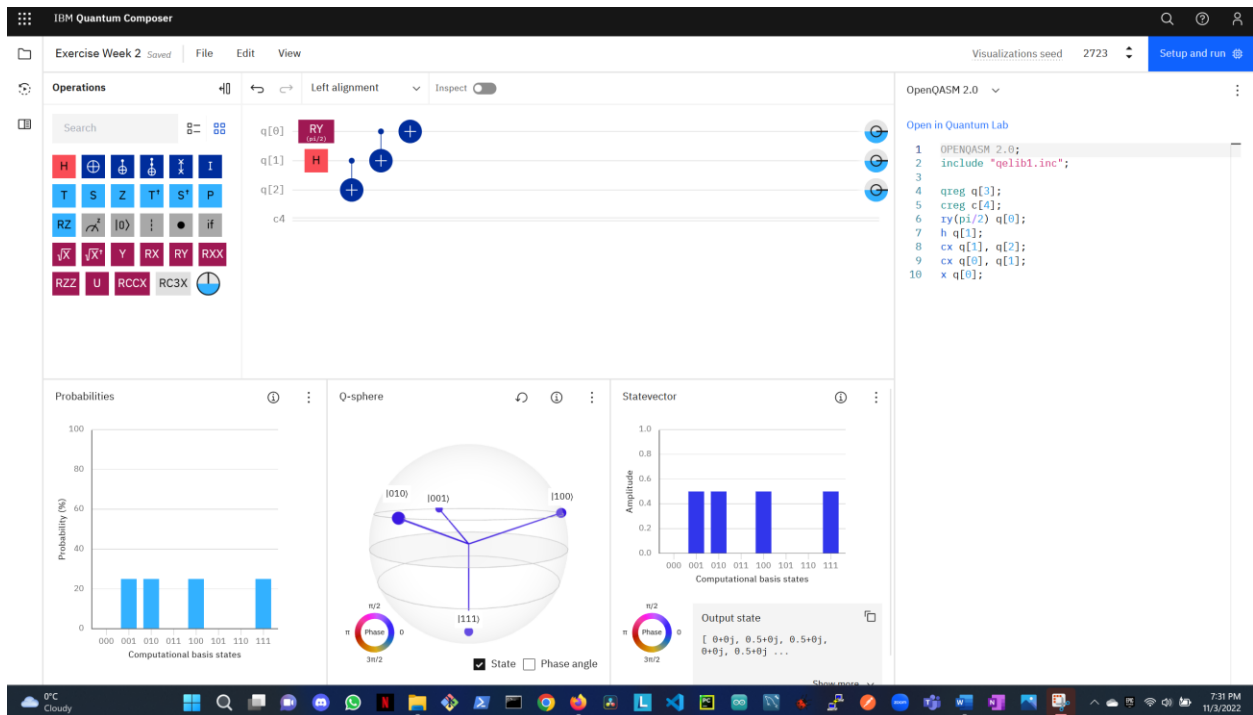 IBM Quantum Composer
Exercise Week 2 Saved File Edit View
Visualizations seed 2723
Setup and run
Operations
Left alignment
Inspect
OpenQASM 2.0
Search
Open in Quantum Lab
H I
T S Z T† S† P
RZ z |0⟩ if
√X √X† Y RX RY RXX
RZZ U RCCX RC3X
q[0] RY
(pi/2)
q[1] H
q[2]
c4
1 OPENQASM 2.0;
2 include "qelib1.inc";
3
4 qreg q[3];
5 creg c[4];
6 ry(pi/2) q[0];
7 h q[1];
8 cx q[1], q[2];
9 cx q[0], q[1];
10 x q[0];
Probabilities
100
80
60
40
20
0
Probability (%)
000 001 010 011 100 101 110 111
Computational basis states
Q-sphere
|010⟩ |001⟩ |100⟩
|111⟩
π/2
π Phase 0
3π/2
State Phase angle
Statevector
1.0
0.8
0.6
0.4
0.2
0.0
Amplitude
000 001 010 011 100 101 110 111
Computational basis states
π/2
π Phase 0
3π/2
Output state
[ 0+0j, 0.5+0j, 0.5+0j,
0+0j, 0.5+0j ...
Show more
0°C
Cloudy
7:31 PM
11/3/2022